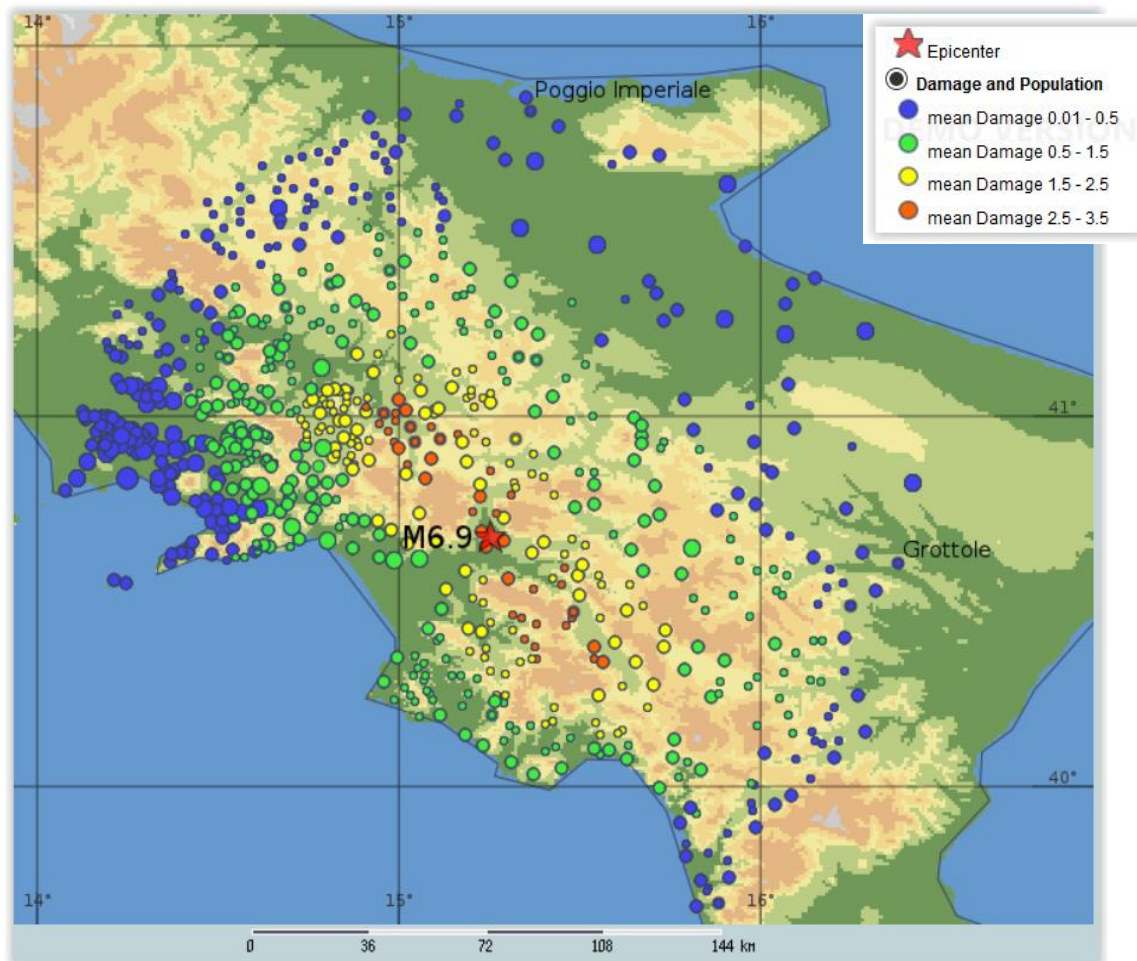 14°
15°
16°
Epicenter
Damage and Population
DEMO VERSION
mean Damage 0.01 - 0.5
mean Damage 0.5 - 1.5
mean Damage 1.5 - 2.5
mean Damage 2.5 - 3.5
Poggio Imperiale
41°
M6.9
Grottole
40°
14°
15°
16°
0 36 72 108 144 km